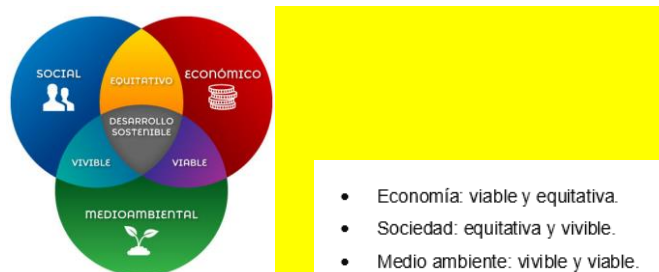 SOCIAL
ECONÓMICO
EQUITATIVO
DESARROLLO
SOSTENIBLE
VIVIBLE
VIABLE
MEDIOAMBIENTAL
• Economía: viable y equitativa.
• Sociedad: equitativa y vivible.
• Medio ambiente: vivible y viable.